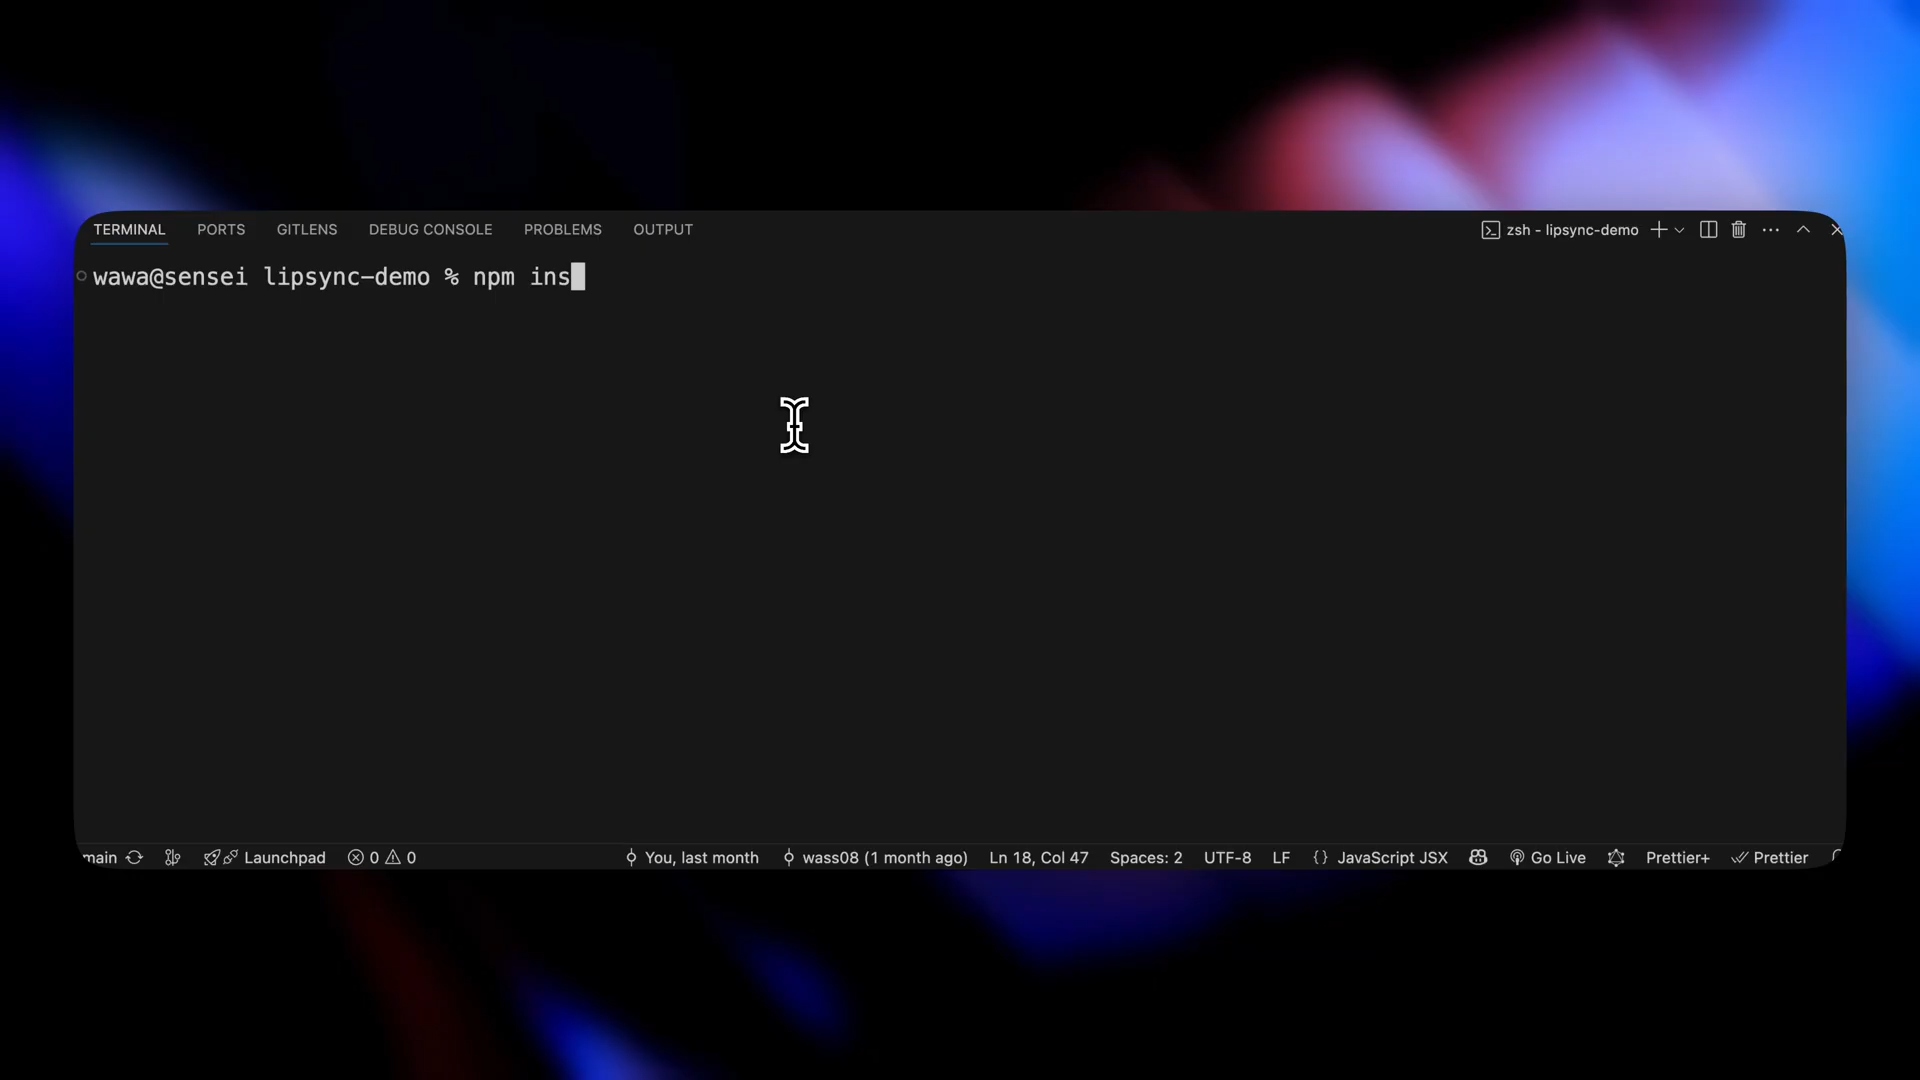 TERMINAL PORTS GITLENS DEBUG CONSOLE PROBLEMS OUTPUT zsh - lipsync-demo
wawa@sensei lipsync-demo % npm ins
main Launchpad 0 0 You, last month wass08 (1 month ago) Ln 18, Col 47 Spaces: 2 UTF-8 LF {} JavaScript JSX Go Live Prettier+ Prettier